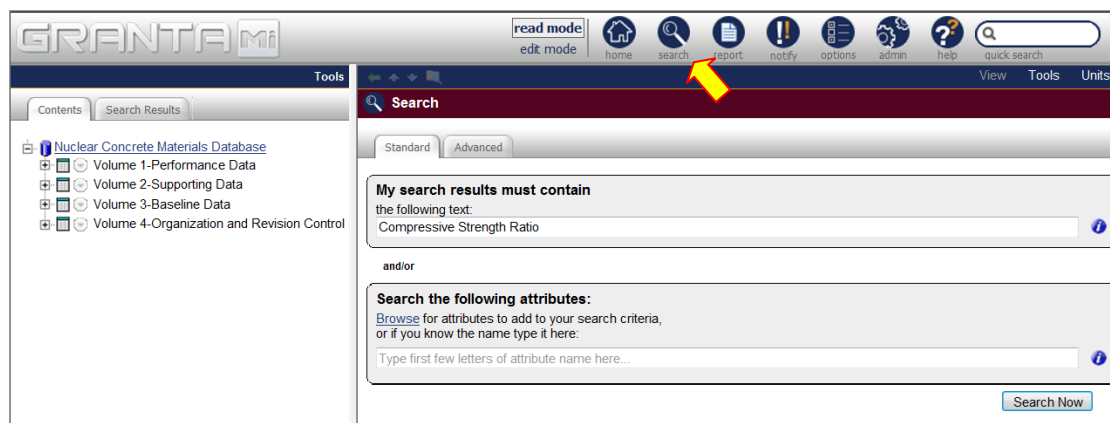 GRANTA Mi
read mode
edit mode
home
search
report
notify
options
admin
help
quick search
Tools
View Tools Units
Search
Contents Search Results
Standard Advanced
Nuclear Concrete Materials Database
Volume 1-Performance Data
Volume 2-Supporting Data
Volume 3-Baseline Data
Volume 4-Organization and Revision Control
My search results must contain
the following text:
Compressive Strength Ratio
and/or
Search the following attributes:
Browse for attributes to add to your search criteria,
or if you know the name type it here:
Type first few letters of attribute name here...
Search Now